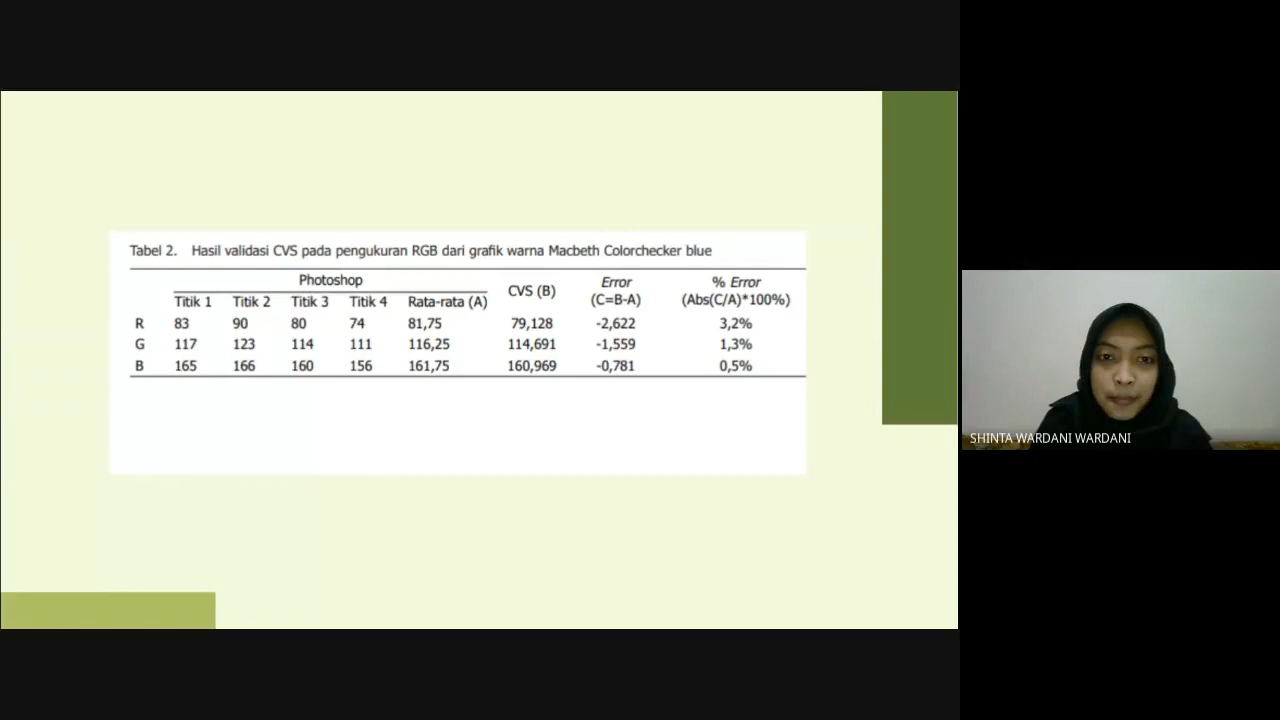 Tabel 2. Hasil validasi CVS pada pengukuran RGB dari grafik warna Macbeth Colorchecker blue
Photoshop CVS (B) Error (C=B-A) % Error (Abs(C/A)*100%)
Titik 1 Titik 2 Titik 3 Titik 4 Rata-rata (A)
R 83 90 80 74 81,75 79,128 -2,622 3,2%
G 117 123 114 111 116,25 114,691 -1,559 1,3%
B 165 166 160 156 161,75 160,969 -0,781 0,5%
SHINTA WARDANI WARDANI